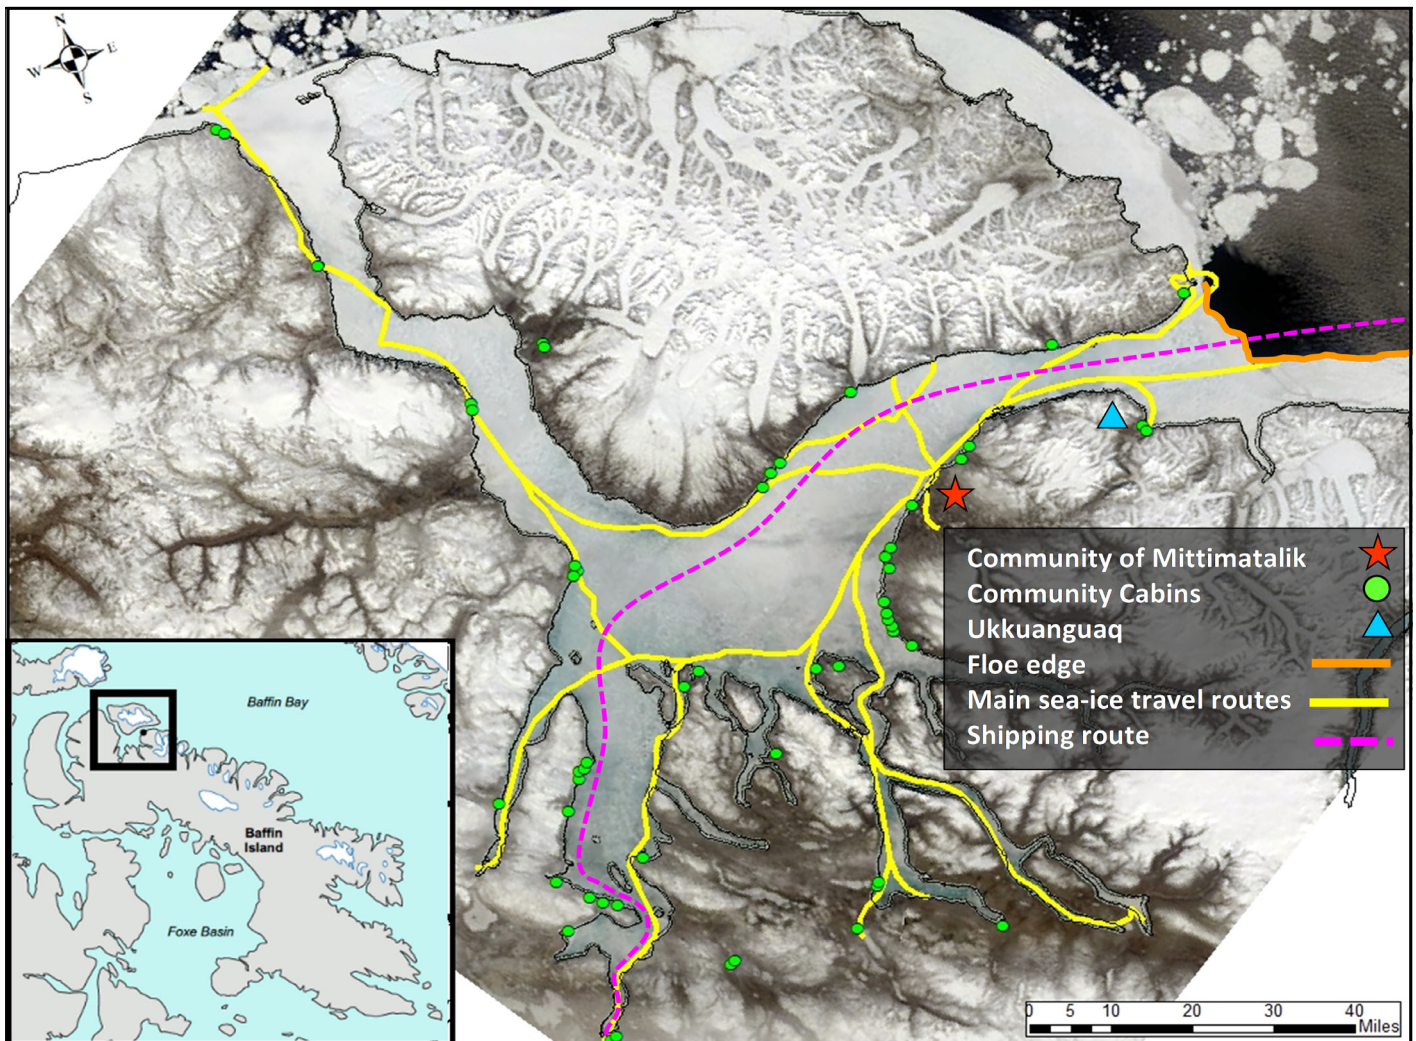 N
W E
S
Community of Mittimatalik
Community Cabins
Ukkuanguaq
Floe edge
Main sea-ice travel routes
Shipping route
Baffin Bay
Baffin
Island
Foxe Basin
0 5 10 20 30 40
Miles